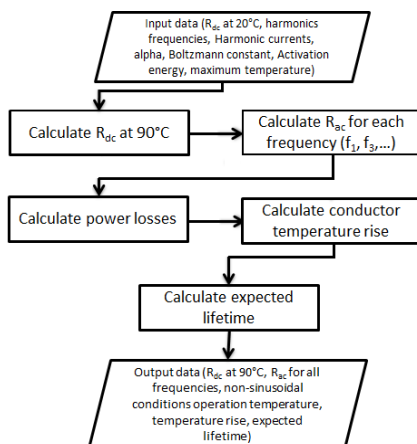 Input data (Rdc at 20°C, harmonics
frequencies, Harmonic currents,
alpha, Boltzmann constant, Activation
energy, maximum temperature)
Calculate Rdc at 90°C
Calculate Rac for each
frequency (f1, f3,...)
Calculate power losses
Calculate conductor
temperature rise
Calculate expected
lifetime
Output data (Rdc at 90°C, Rac for all
frequencies, non-sinusoidal
conditions operation temperature,
temperature rise, expected
lifetime)